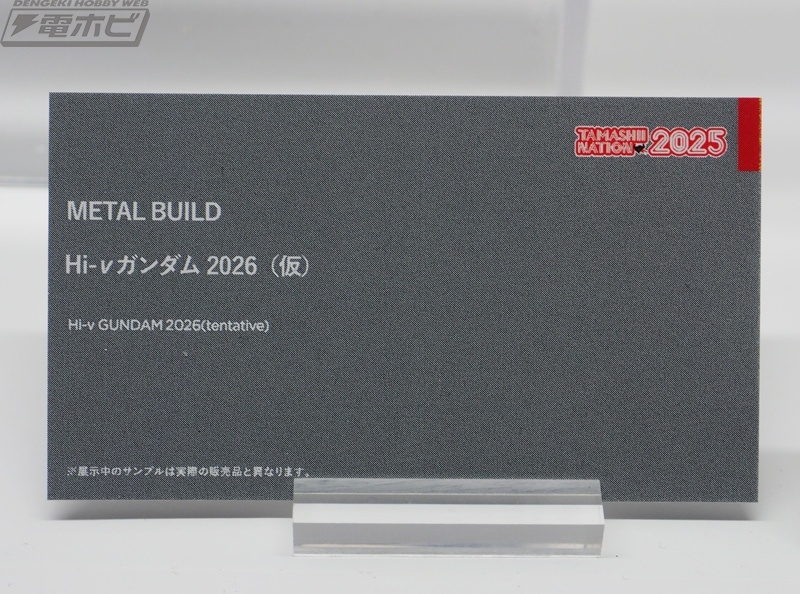 DENGEKI HOBBY WEB
電ホビ
TAMASHII
NATION 2025
METAL BUILD
Hi-νガンダム 2026（仮）
Hi-v GUNDAM 2026(tentative)
※展示中のサンプルは実際の販売品と異なります。